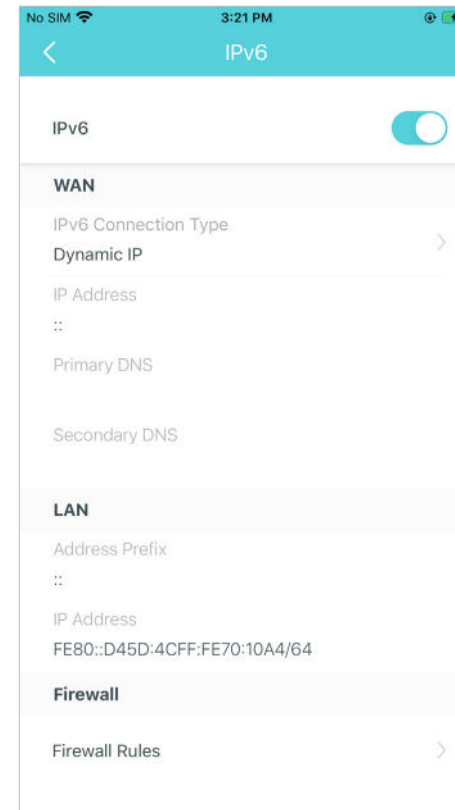 No SIM 3:21 PM
IPv6
IPv6
WAN
IPv6 Connection Type
Dynamic IP
IP Address
::
Primary DNS
Secondary DNS
LAN
Address Prefix
::
IP Address
FE80::D45D:4CFF:FE70:10A4/64
Firewall
Firewall Rules